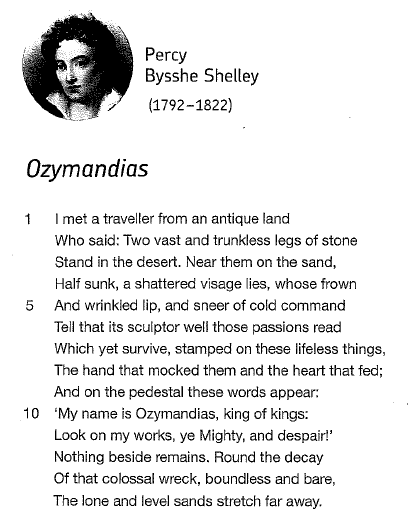 Percy
Bysshe Shelley
(1792–1822)
Ozymandias
1 I met a traveller from an antique land
Who said: Two vast and trunkless legs of stone
Stand in the desert. Near them on the sand,
Half sunk, a shattered visage lies, whose frown
5 And wrinkled lip, and sneer of cold command
Tell that its sculptor well those passions read
Which yet survive, stamped on these lifeless things,
The hand that mocked them and the heart that fed;
And on the pedestal these words appear:
10 ‘My name is Ozymandias, king of kings:
Look on my works, ye Mighty, and despair!’
Nothing beside remains. Round the decay
Of that colossal wreck, boundless and bare,
The lone and level sands stretch far away.